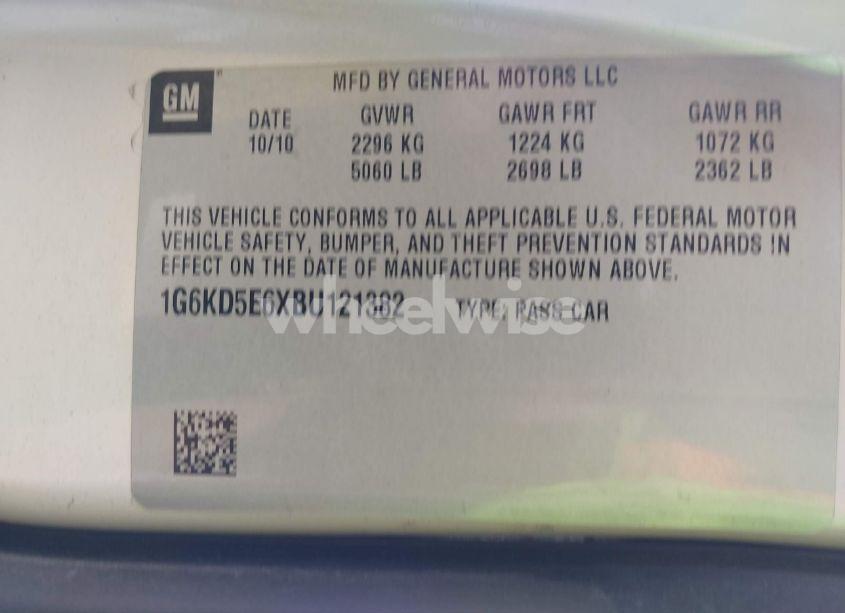 GM
MFD BY GENERAL MOTORS LLC
DATE GVWR GAWR FRT GAWR RR
10/10 2296 KG 1224 KG 1072 KG
5060 LB 2698 LB 2362 LB
THIS VEHICLE CONFORMS TO ALL APPLICABLE U.S. FEDERAL MOTOR
VEHICLE SAFETY, BUMPER, AND THEFT PREVENTION STANDARDS IN
EFFECT ON THE DATE OF MANUFACTURE SHOWN ABOVE.
1G6KD5E6XBU121382 TYPE: PASS CAR
wheelwise